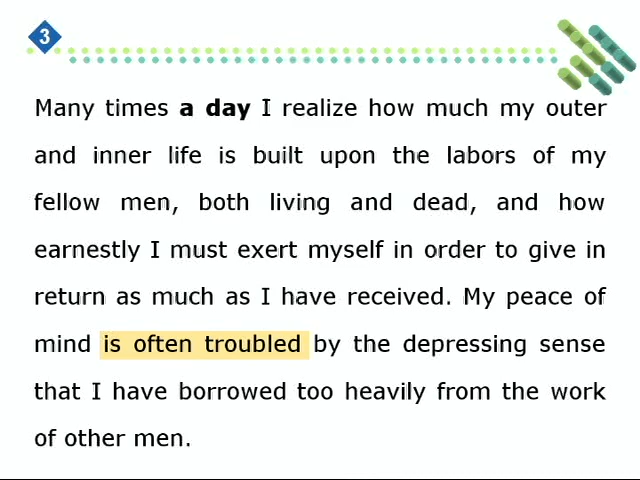 3
Many times a day I realize how much my outer
and inner life is built upon the labors of my
fellow men, both living and dead, and how
earnestly I must exert myself in order to give in
return as much as I have received. My peace of
mind is often troubled by the depressing sense
that I have borrowed too heavily from the work
of other men.